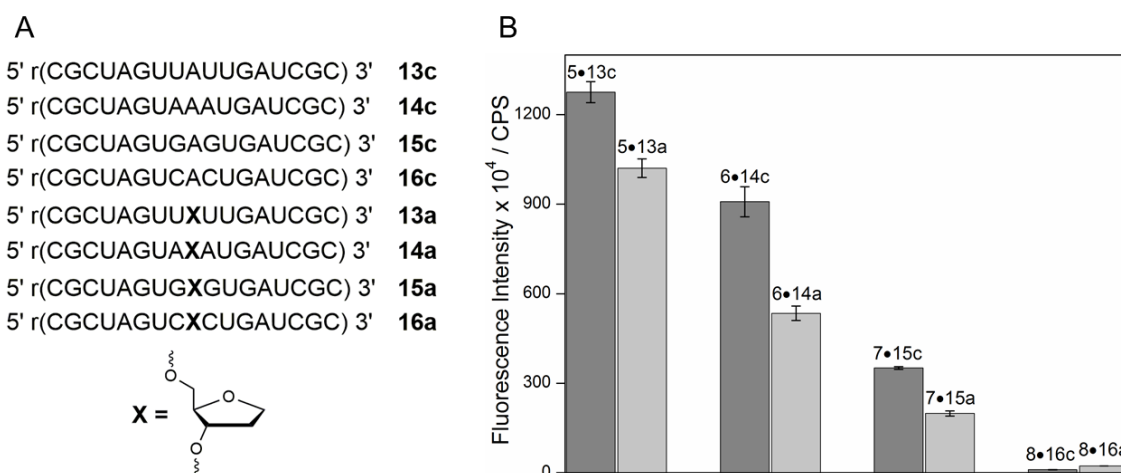 A
5' r(CGCUAGUUAUUGAUCGC) 3' 13c
5' r(CGCUAGUAAAUGAUCGC) 3' 14c
5' r(CGCUAGUGAGUGAUCGC) 3' 15c
5' r(CGCUAGUCACUGAUCGC) 3' 16c
5' r(CGCUAGUUXUUGAUCGC) 3' 13a
5' r(CGCUAGUAXAUGAUCGC) 3' 14a
5' r(CGCUAGUGXGUGAUCGC) 3' 15a
5' r(CGCUAGUCXCUGAUCGC) 3' 16a
X =
O
O
O
B
Fluorescence Intensity x 10⁴ / CPS
1200
900
600
300
0
5•13c
5•13a
6•14c
6•14a
7•15c
7•15a
8•16c 8•16a